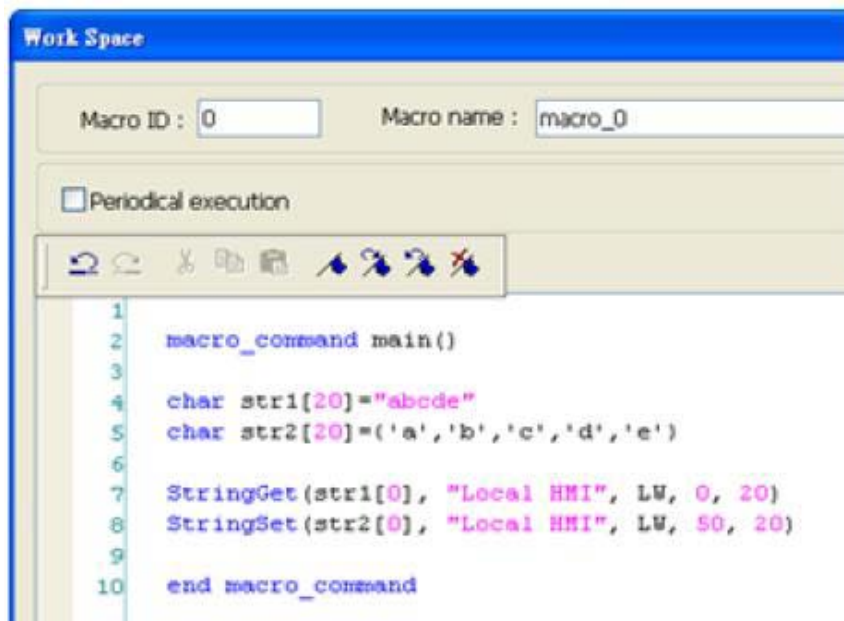 Work Space
Macro ID : 0 Macro name : macro_0
Periodical execution
1
2 macro_command main()
3
4 char str1[20]="abcde"
5 char str2[20]=('a','b','c','d','e')
6
7 StringGet(str1[0], "Local HMI", LW, 0, 20)
8 StringSet(str2[0], "Local HMI", LW, 50, 20)
9
10 end macro_command